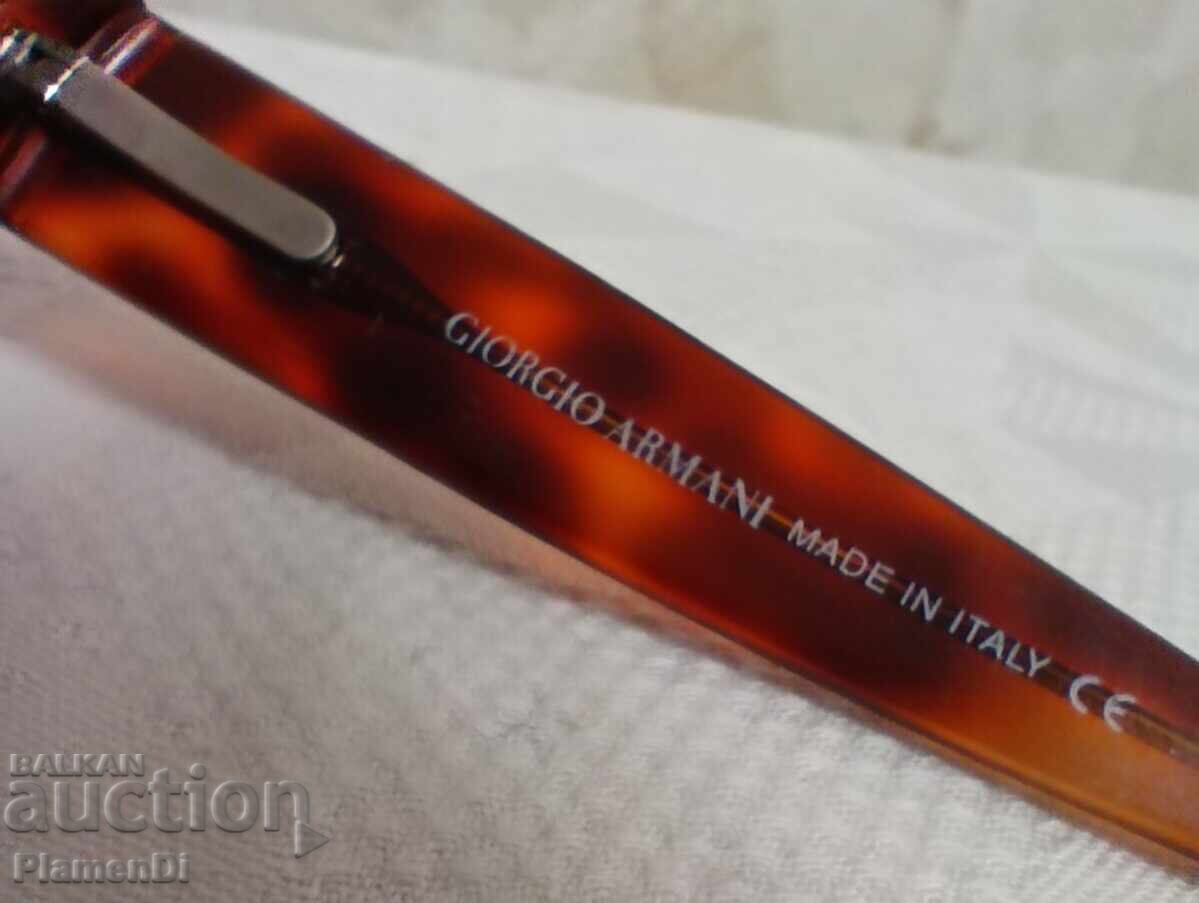 GIORGIO ARMANI MADE IN ITALY CE
BALKAN
auction
PlamenDi